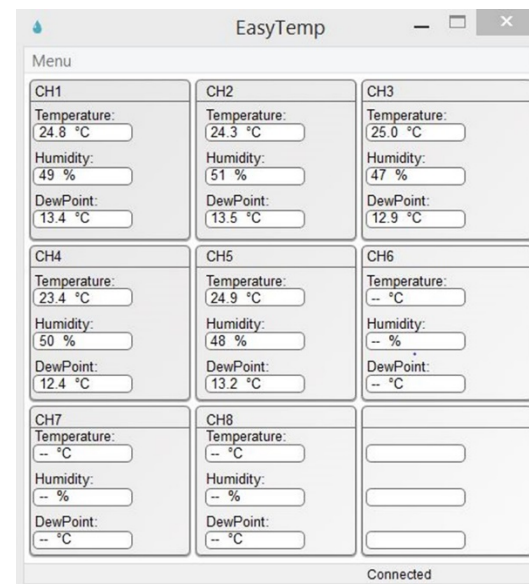 EasyTemp
Menu
CH1
Temperature:
24.8 °C
Humidity:
49 %
DewPoint:
13.4 °C
CH2
Temperature:
24.3 °C
Humidity:
51 %
DewPoint:
13.5 °C
CH3
Temperature:
25.0 °C
Humidity:
47 %
DewPoint:
12.9 °C
CH4
Temperature:
23.4 °C
Humidity:
50 %
DewPoint:
12.4 °C
CH5
Temperature:
24.9 °C
Humidity:
48 %
DewPoint:
13.2 °C
CH6
Temperature:
-- °C
Humidity:
-- %
DewPoint:
-- °C
CH7
Temperature:
-- °C
Humidity:
-- %
DewPoint:
-- °C
CH8
Temperature:
-- °C
Humidity:
-- %
DewPoint:
-- °C
Connected